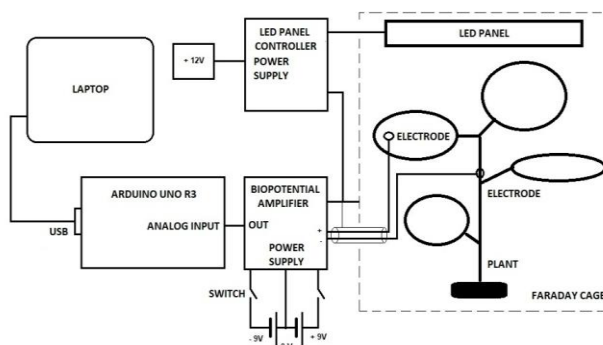 LED PANEL
CONTROLLER
POWER
SUPPLY
+ 12V
LED PANEL
LAPTOP
ELECTRODE
ARDUINO UNO R3
ANALOG INPUT
USB
BIOPOTENTIAL
AMPLIFIER
OUT
+
-
POWER
SUPPLY
ELECTRODE
PLANT
FARADAY CAGE
SWITCH
- 9V
+ 9V